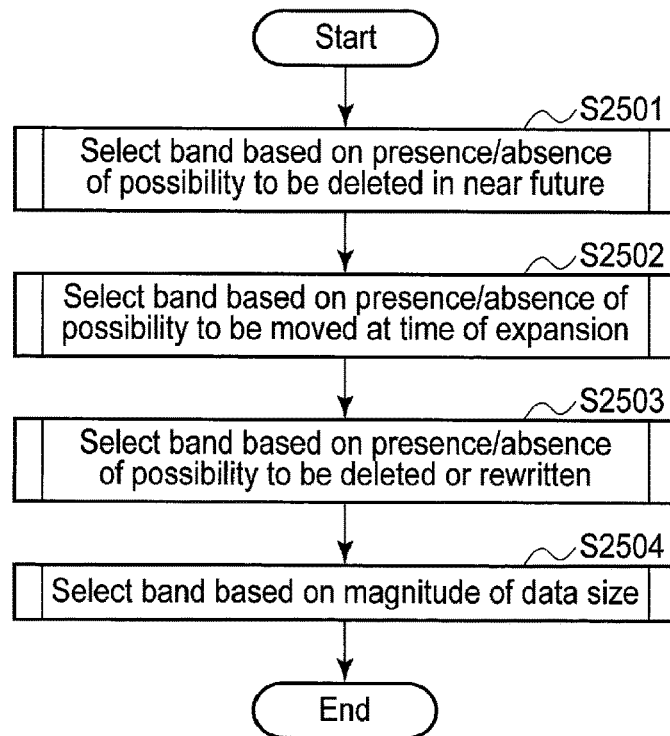 Start
S2501
Select band based on presence/absence
of possibility to be deleted in near future
S2502
Select band based on presence/absence of
possibility to be moved at time of expansion
S2503
Select band based on presence/absence
of possibility to be deleted or rewritten
S2504
Select band based on magnitude of data size
End